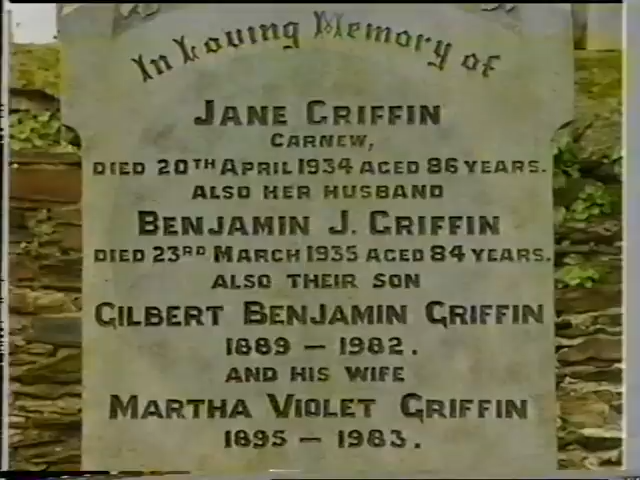 In Loving Memory of
JANE GRIFFIN
CARNEW,
DIED 20TH APRIL 1934 AGED 86 YEARS.
ALSO HER HUSBAND
BENJAMIN J. GRIFFIN
DIED 23RD MARCH 1935 AGED 84 YEARS.
ALSO THEIR SON
GILBERT BENJAMIN GRIFFIN
1889 – 1982.
AND HIS WIFE
MARTHA VIOLET GRIFFIN
1895 – 1983.